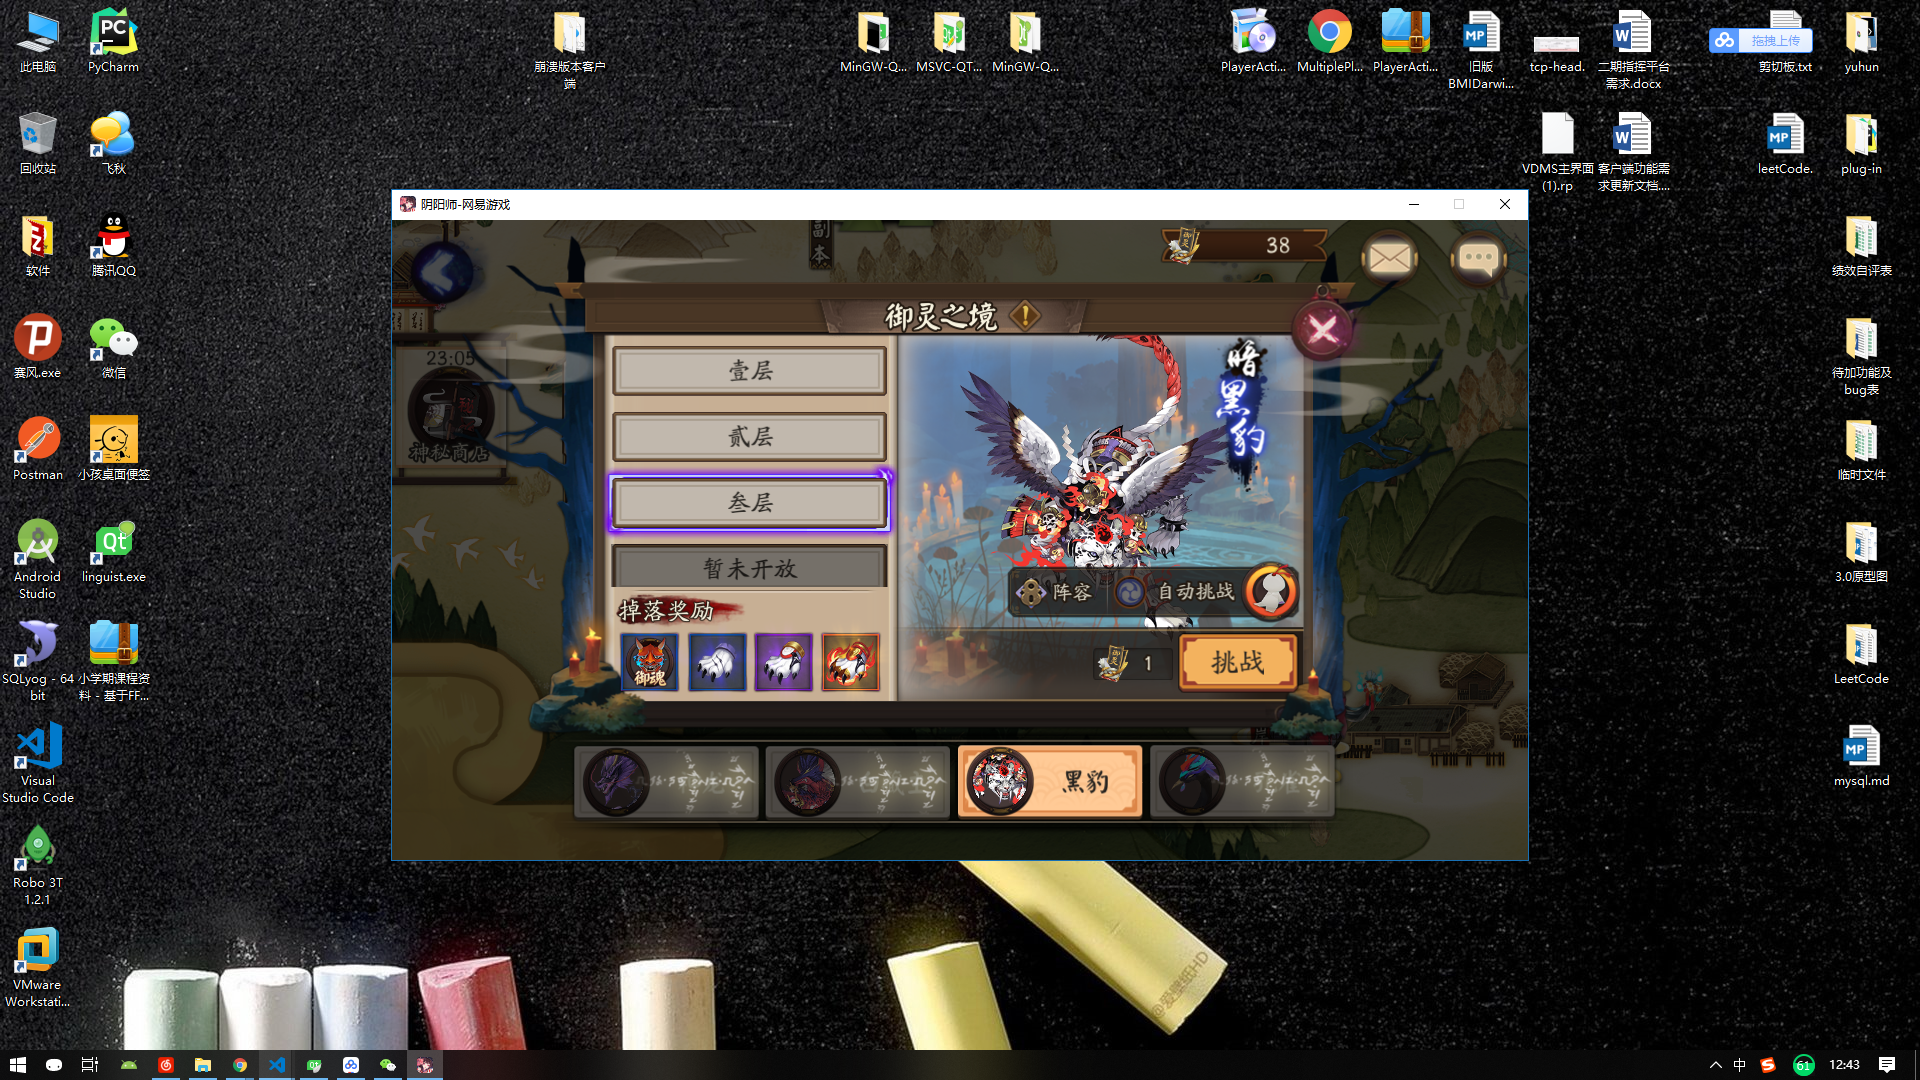 此电脑
PyCharm
崩溃版本客户端
MinGW-Q...
MSVC-QT...
MinGW-Q...
PlayerActi...
MultiplePl...
PlayerActi...
旧版
BMIDarwi...
tcp-head.
二期指挥平台
需求.docx
拖拽上传
剪切板.txt
yuhun
回收站
飞秋
VDMS主界面
(1).rp
客户端功能需
求更新文档....
leetCode.
plug-in
软件
腾讯QQ
绩效自评表
赛风.exe
微信
待加功能及
bug表
Postman
小孩桌面便签
临时文件
Android
Studio
linguist.exe
3.0原型图
SQLyog - 64
bit
小学期课程资
料 - 基于FF...
LeetCode
Visual
Studio Code
mysql.md
Robo 3T
1.2.1
VMware
Workstati...
阴阳师-网易游戏
副本
38
御灵之境
23:05
神秘商店
壹层
贰层
叁层
暂未开放
掉落奖励
御魂
暗
黑豹
阵容
自动挑战
1
挑战
黑豹
@爱壁纸HD
中
61
12:43